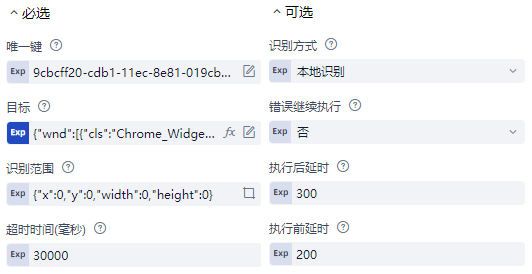 必选
唯一键
Exp 9cbcff20-cdb1-11ec-8e81-019cb...
目标
Exp {"wnd":[{"cls":"Chrome_Widge... fx
识别范围
Exp {"x":0,"y":0,"width":0,"height":0}
超时时间(毫秒)
Exp 30000
可选
识别方式
Exp 本地识别
错误继续执行
Exp 否
执行后延时
Exp 300
执行前延时
Exp 200